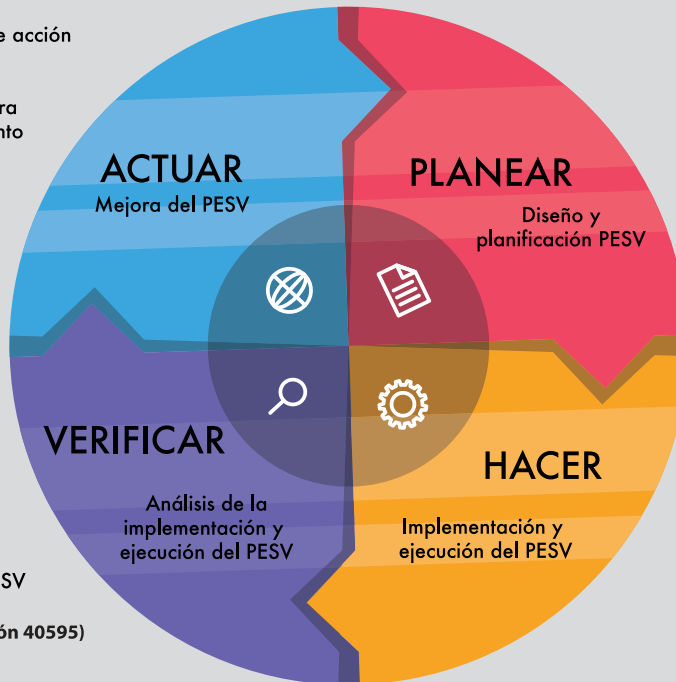 e acción
ra
nto
ACTUAR
Mejora del PESV
PLANEAR
Diseño y
planificación PESV
VERIFICAR
Análisis de la
implementación y
ejecución del PESV
HACER
Implementación y
ejecución del PESV
SV
ón 40595)